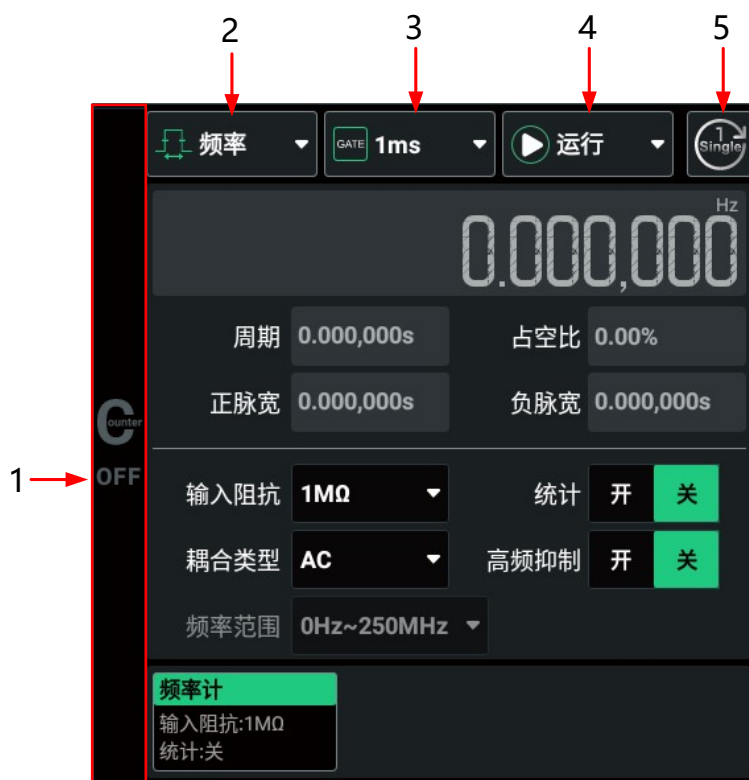 2 3 4 5
频率 GATE 1ms 运行 1 Single
Hz
0.000,000
周期 0.000,000s 占空比 0.00%
正脉宽 0.000,000s 负脉宽 0.000,000s
Counter
1
OFF
输入阻抗 1MΩ 统计 开 关
耦合类型 AC 高频抑制 开 关
频率范围 0Hz~250MHz
频率计
输入阻抗:1MΩ
统计:关